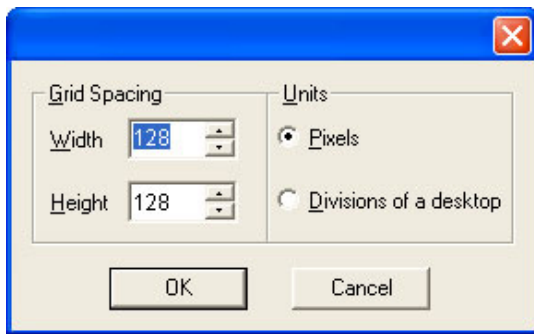 Grid Spacing
Units
Width 128
Pixels
Height 128
Divisions of a desktop
OK
Cancel